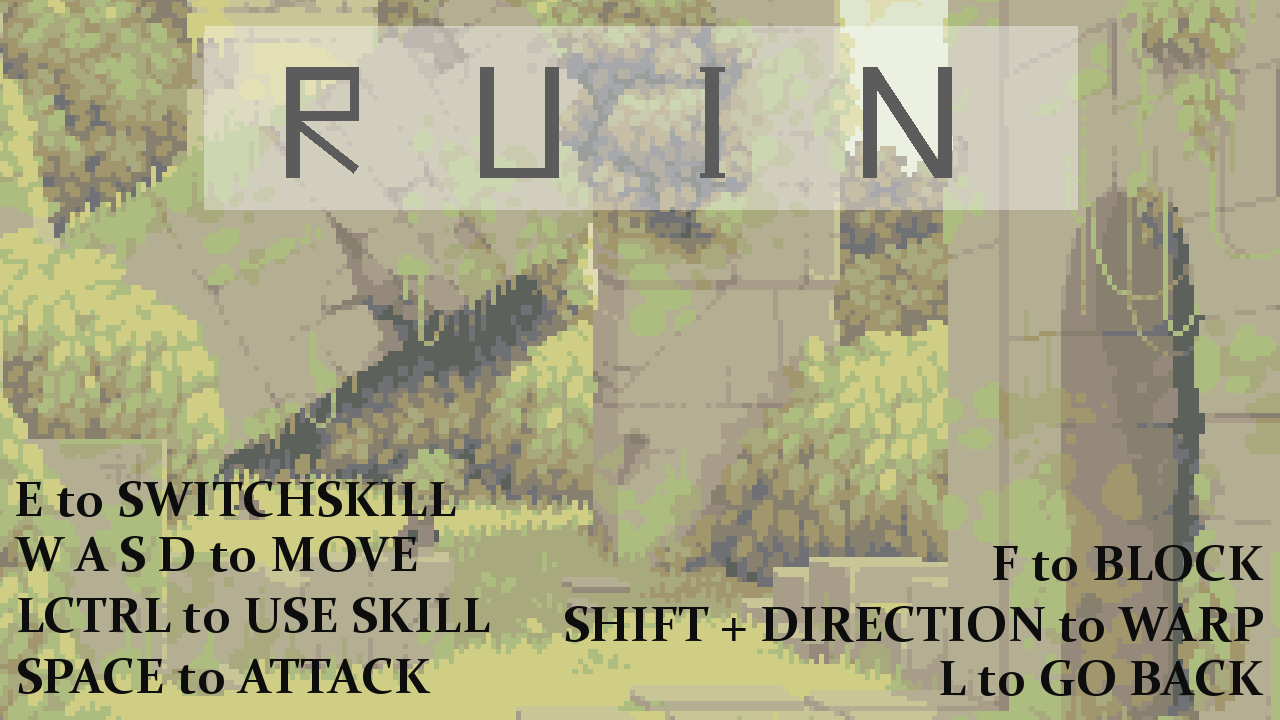 R U I N
E to SWITCHSKILL
W A S D to MOVE
LCTRL to USE SKILL
SPACE to ATTACK
F to BLOCK
SHIFT + DIRECTION to WARP
L to GO BACK